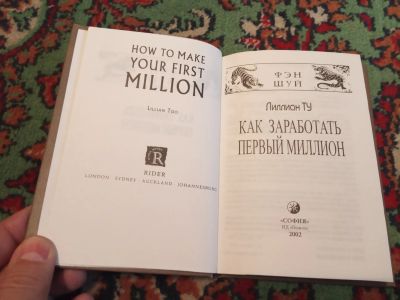 HOW TO MAKE
YOUR FIRST
MILLION
LILLIAN TOO
R
RIDER
LONDON SYDNEY AUCKLAND JOHANNESBURG
ФЭН
ШУЙ
ЛИЛЛИОН ТУ
КАК ЗАРАБОТАТЬ
ПЕРВЫЙ МИЛЛИОН
«СОФИЯ»
2002